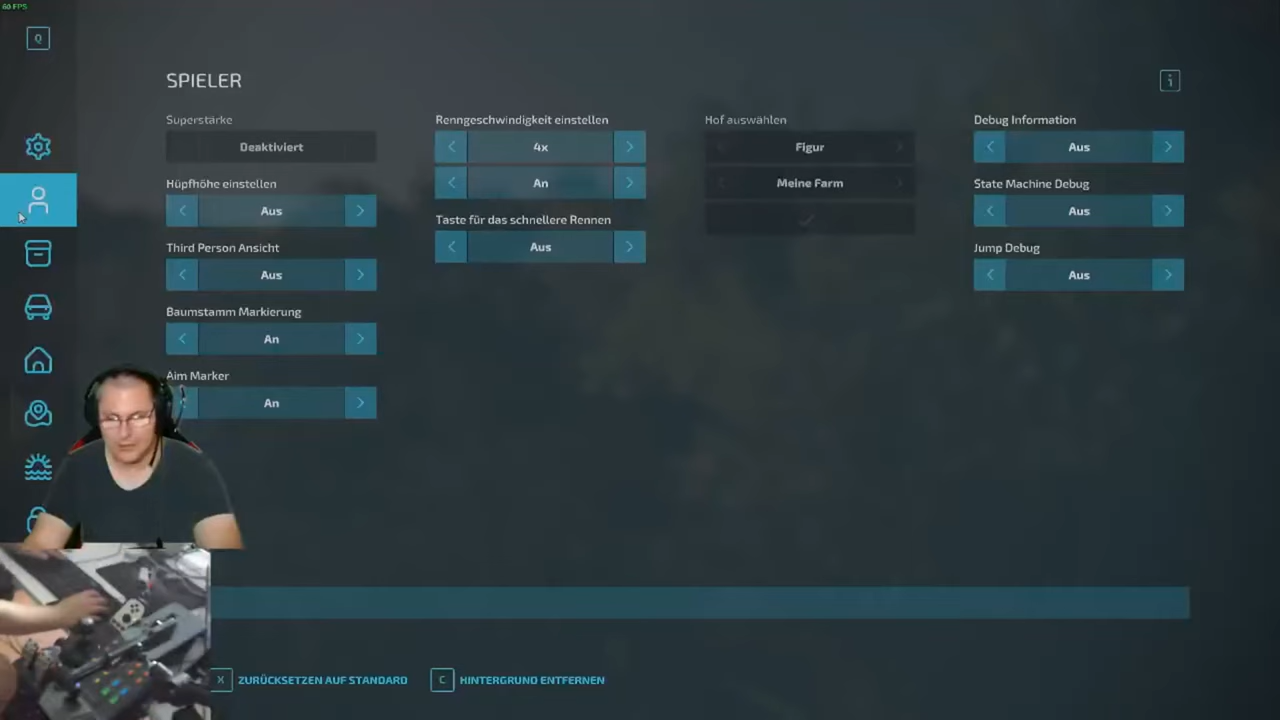 60 FPS
Q
SPIELER
i
Superstärke
Deaktiviert
Hüpfhöhe einstellen
Aus
Third Person Ansicht
Aus
Baumstamm Markierung
An
Aim Marker
An
Renngeschwindigkeit einstellen
4x
An
Taste für das schnellere Rennen
Aus
Hof auswählen
Figur
Meine Farm
Debug Information
Aus
State Machine Debug
Aus
Jump Debug
Aus
X ZURÜCKSETZEN AUF STANDARD
C HINTERGRUND ENTFERNEN